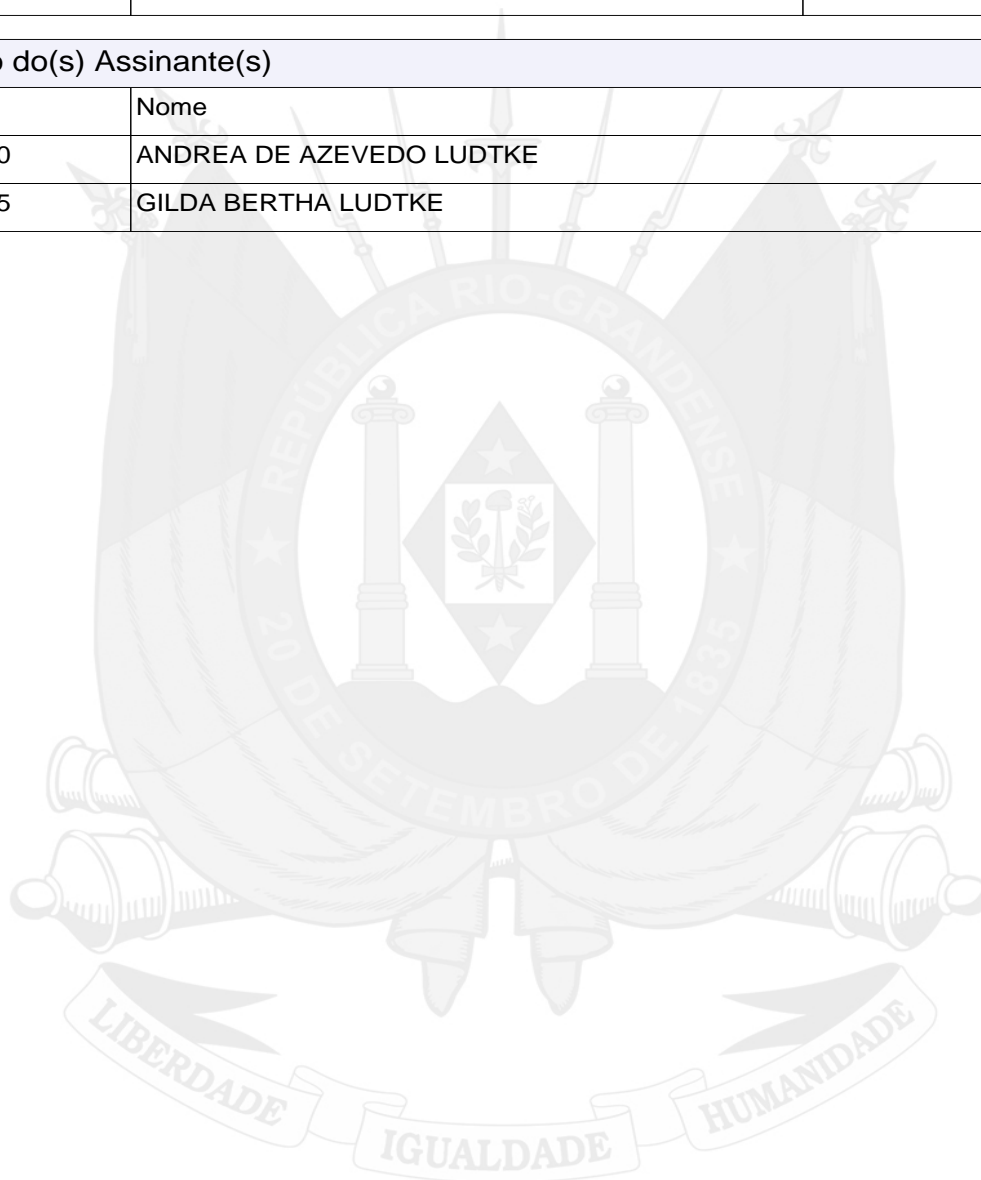 o do(s) Assinante(s)
Nome
0 ANDREA DE AZEVEDO LUDTKE
5 GILDA BERTHA LUDTKE
REPÚBLICA RIO-GRANDENSE
★ 20 DE SETEMBRO DE 1835 ★
LIBERDADE IGUALDADE HUMANIDADE